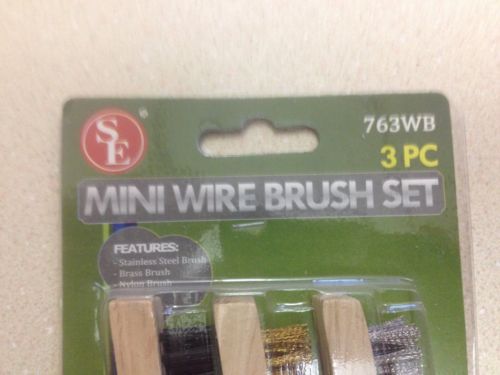 SE ®
763WB
3 PC
MINI WIRE BRUSH SET
FEATURES:
- Stainless Steel Brush
- Brass Brush
- Nylon Brush